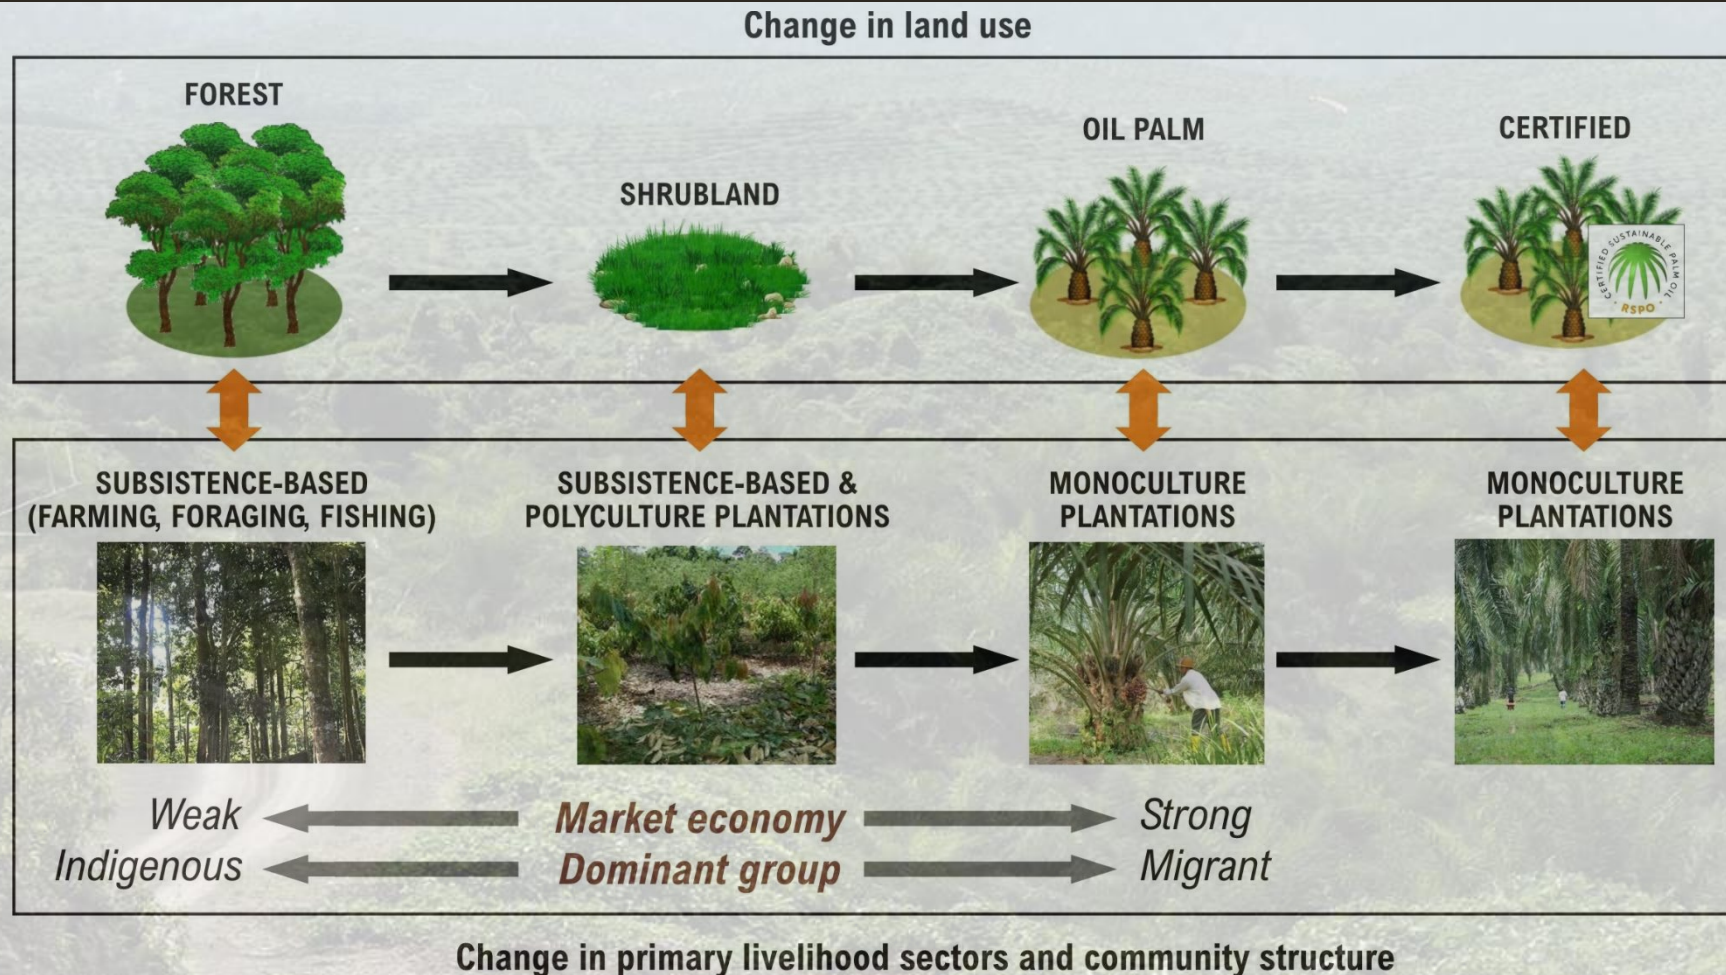 Change in land use
FOREST
SHRUBLAND
OIL PALM
CERTIFIED
CERTIFIED SUSTAINABLE PALM OIL
RSPO
SUBSISTENCE-BASED
(FARMING, FORAGING, FISHING)
SUBSISTENCE-BASED &
POLYCULTURE PLANTATIONS
MONOCULTURE
PLANTATIONS
MONOCULTURE
PLANTATIONS
Weak Market economy Strong
Indigenous Dominant group Migrant
Change in primary livelihood sectors and community structure